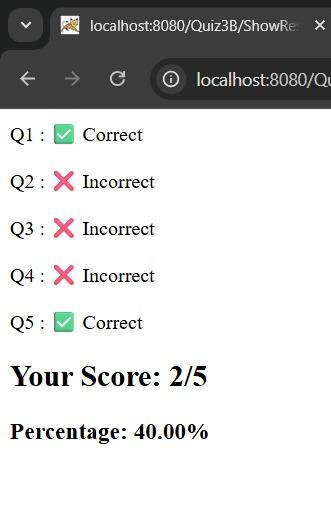 localhost:8080/Quiz3B/ShowRes
localhost:8080/Qu
Q1 : ✅ Correct
Q2 : ❌ Incorrect
Q3 : ❌ Incorrect
Q4 : ❌ Incorrect
Q5 : ✅ Correct
Your Score: 2/5
Percentage: 40.00%